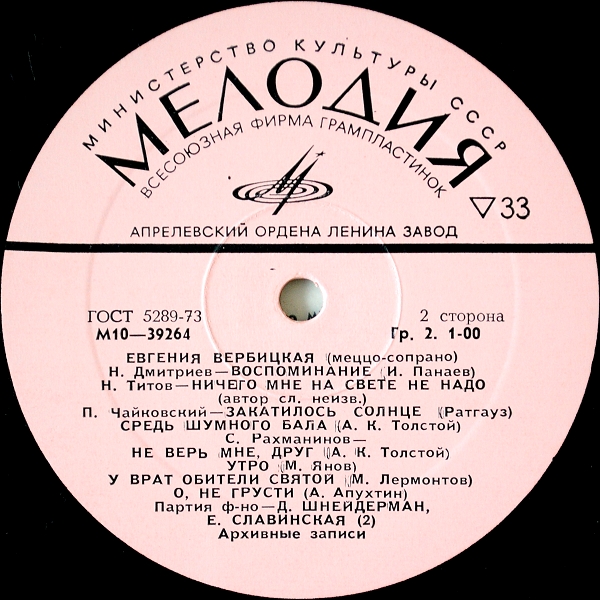 МИНИСТЕРСТВО КУЛЬТУРЫ СССР
МЕЛОДИЯ
ВСЕСОЮЗНАЯ ФИРМА ГРАМПЛАСТИНОК
▽33
АПРЕЛЕВСКИЙ ОРДЕНА ЛЕНИНА ЗАВОД
ГОСТ 5289-73 2 сторона
М10—39264 Гр. 2. 1-00
ЕВГЕНИЯ ВЕРБИЦКАЯ (меццо-сопрано)
Н. Дмитриев—ВОСПОМИНАНИЕ (И. Панаев)
Н. Титов—НИЧЕГО МНЕ НА СВЕТЕ НЕ НАДО
(автор сл. неизв.)
П. Чайковский—ЗАКАТИЛОСЬ СОЛНЦЕ (Ратгауз)
СРЕДЬ ШУМНОГО БАЛА (А. К. Толстой)
С. Рахманинов—
НЕ ВЕРЬ МНЕ, ДРУГ (А. К. Толстой)
УТРО (М. Янов)
У ВРАТ ОБИТЕЛИ СВЯТОЙ (М. Лермонтов)
О, НЕ ГРУСТИ (А. Апухтин)
Партия ф-но—Д. ШНЕЙДЕРМАН,
Е. СЛАВИНСКАЯ (2)
Архивные записи